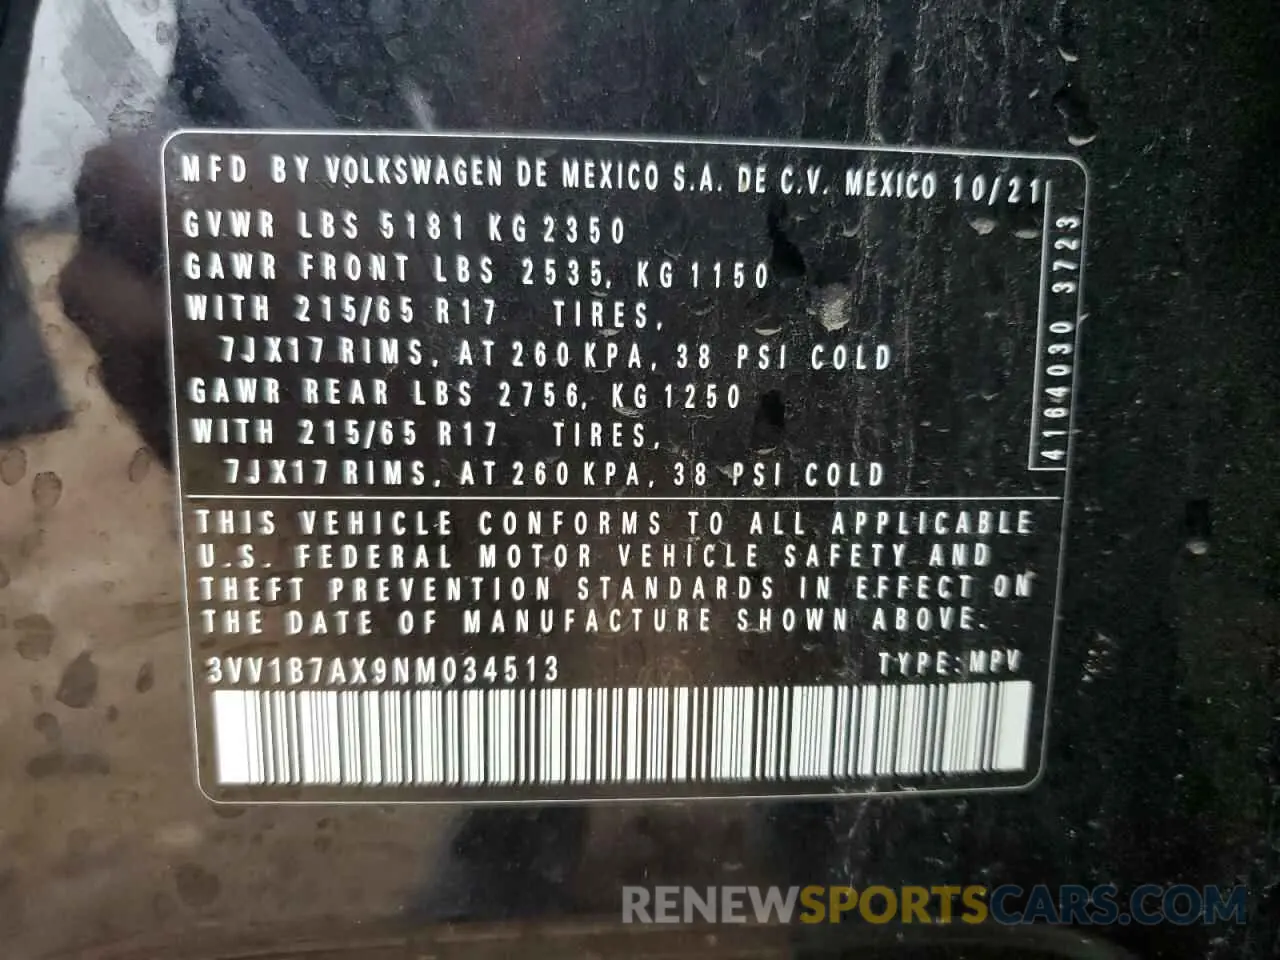 MFD BY VOLKSWAGEN DE MEXICO S.A. DE C.V. MEXICO 10/21
GVWR LBS 5181 KG 2350
GAWR FRONT LBS 2535, KG 1150
WITH 215/65 R17 TIRES,
7JX17 RIMS, AT 260 KPA, 38 PSI COLD
GAWR REAR LBS 2756, KG 1250
WITH 215/65 R17 TIRES,
7JX17 RIMS, AT 260 KPA, 38 PSI COLD
4164030 3723
THIS VEHICLE CONFORMS TO ALL APPLICABLE
U.S. FEDERAL MOTOR VEHICLE SAFETY AND
THEFT PREVENTION STANDARDS IN EFFECT ON
THE DATE OF MANUFACTURE SHOWN ABOVE.
3VV1B7AX9NM034513 TYPE: MPV
RENEWSPORTSCARS.COM